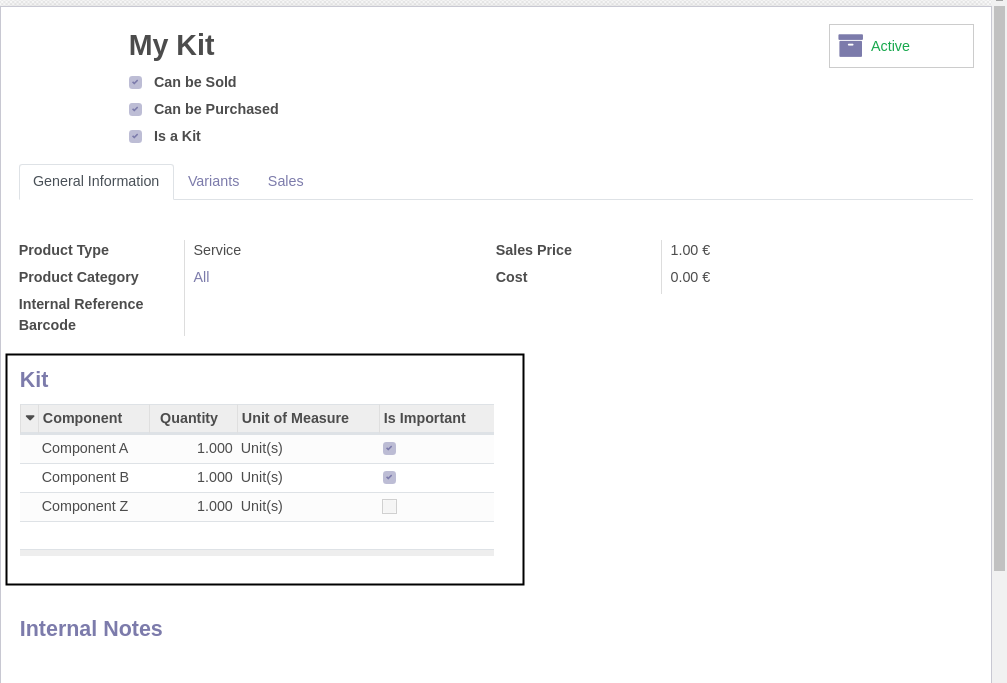 My Kit
Active
Can be Sold
Can be Purchased
Is a Kit
General Information Variants Sales
Product Type Service Sales Price 1.00 €
Product Category All Cost 0.00 €
Internal Reference
Barcode
Kit
Component Quantity Unit of Measure Is Important
Component A 1.000 Unit(s)
Component B 1.000 Unit(s)
Component Z 1.000 Unit(s)
Internal Notes